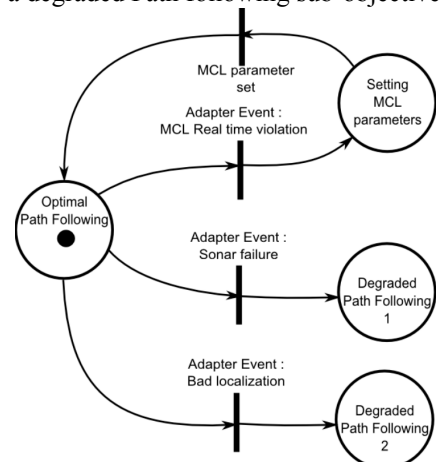 a degraded Path following sub-objective
MCL parameter
set
Setting
MCL
parameters
Adapter Event :
MCL Real time violation
Optimal
Path Following
Adapter Event :
Sonar failure
Degraded
Path Following
1
Adapter Event :
Bad localization
Degraded
Path Following
2